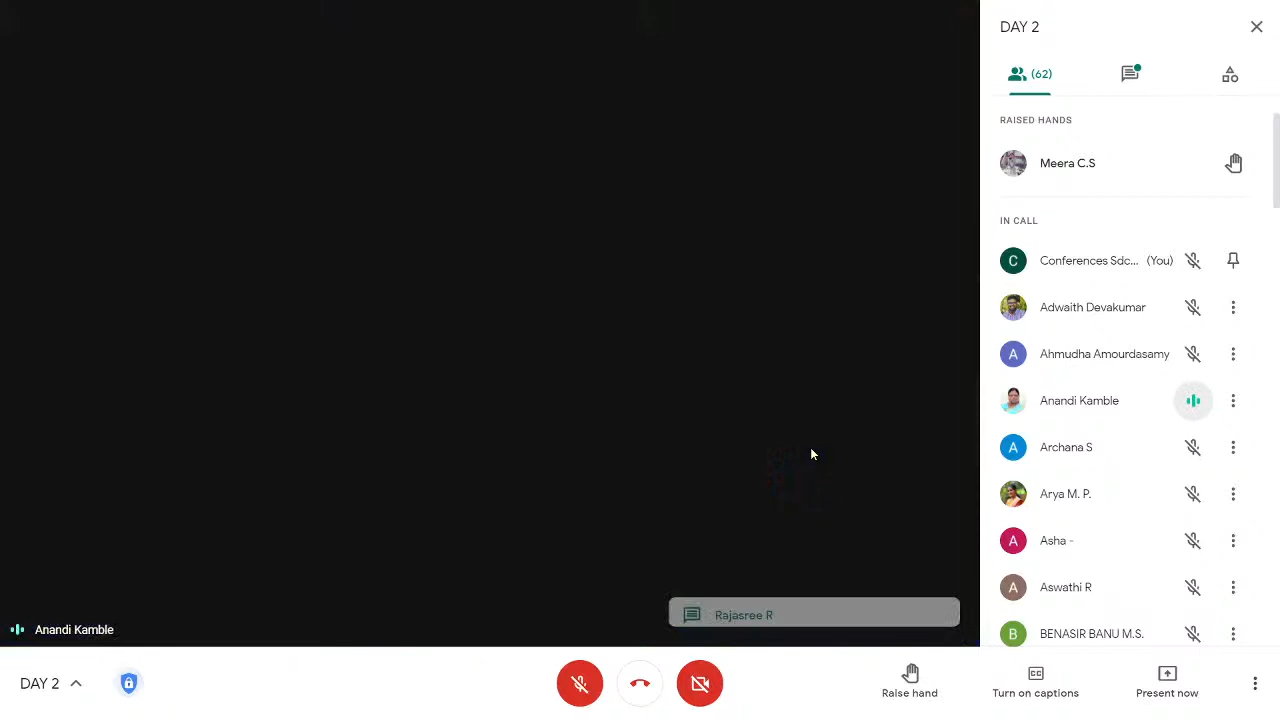 DAY 2
(62)
RAISED HANDS
Meera C.S
IN CALL
C Conferences Sdc... (You)
Adwaith Devakumar
A Ahmudha Amourdasamy
Anandi Kamble
A Archana S
Arya M. P.
A Asha -
A Aswathi R
B BENASIR BANU M.S.
Rajasree R
Anandi Kamble
DAY 2
Raise hand
Turn on captions
Present now